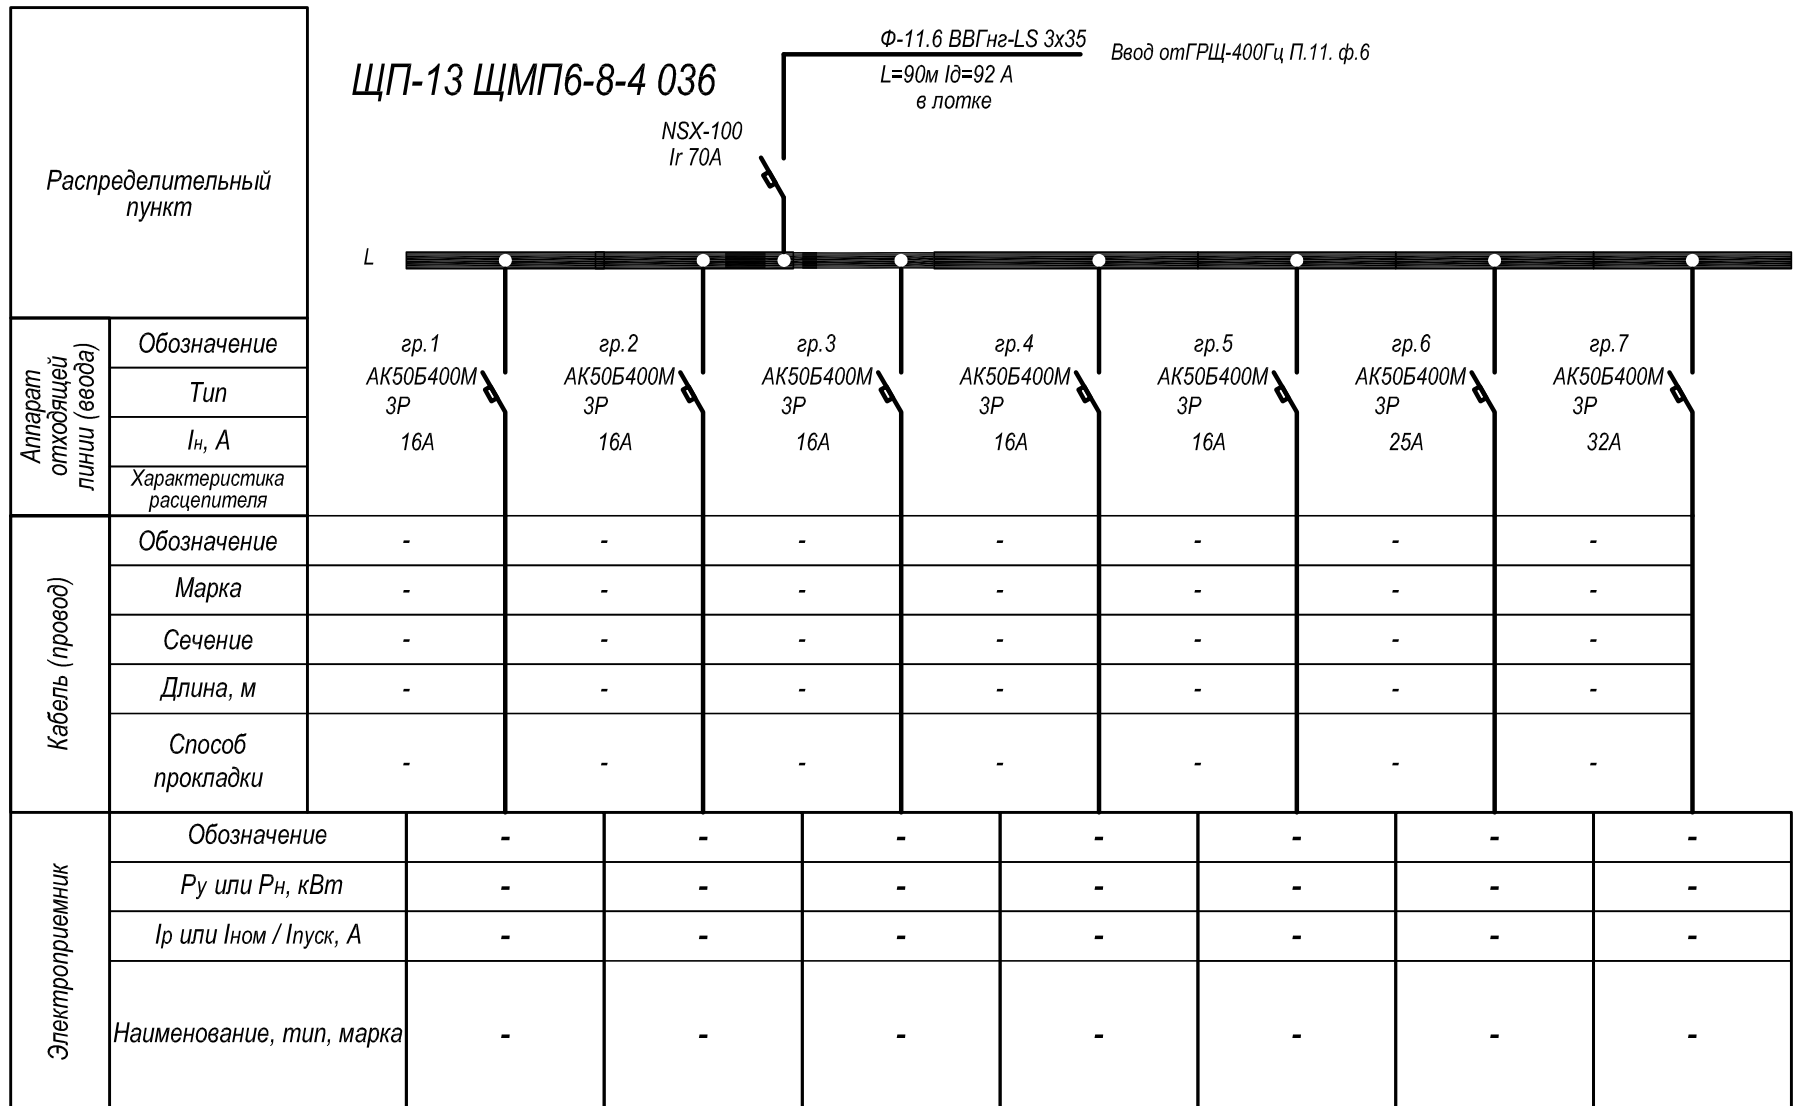 ЩП-13 ЩМП6-8-4 036
Ф-11.6 ВВГнг-LS 3x35
L=90м Iд=92 А
в лотке
Ввод отГРЩ-400Гц П.11. ф.6
NSX-100
Ir 70А
Распределительный
пункт
L
Аппарат
отходящей
линии (ввода)
Обозначение
гр.1 гр.2 гр.3 гр.4 гр.5 гр.6 гр.7
Тип
АК50Б400М АК50Б400М АК50Б400М АК50Б400М АК50Б400М АК50Б400М АК50Б400М
3Р 3Р 3Р 3Р 3Р 3Р 3Р
Iн, А
16А 16А 16А 16А 16А 25А 32А
Характеристика
расцепителя
Кабель (провод)
Обозначение - - - - - - -
Марка - - - - - - -
Сечение - - - - - - -
Длина, м - - - - - - -
Способ
прокладки - - - - - - -
Электроприемник
Обозначение - - - - - - -
Ру или Рн, кВт - - - - - - -
Iр или Iном / Iпуск, А - - - - - - -
Наименование, тип, марка - - - - - - -